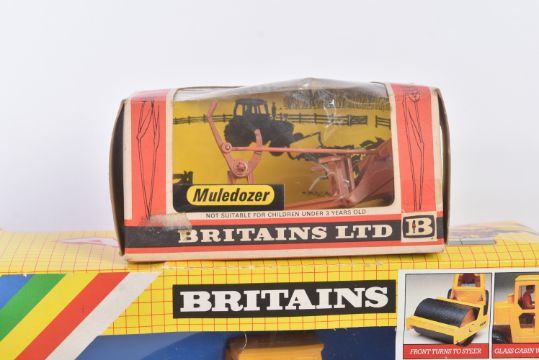 Muledozer
NOT SUITABLE FOR CHILDREN UNDER 3 YEARS OLD
BRITAINS LTD B
BRITAINS
FRONT TURNS TO STEER
GLASS CABIN